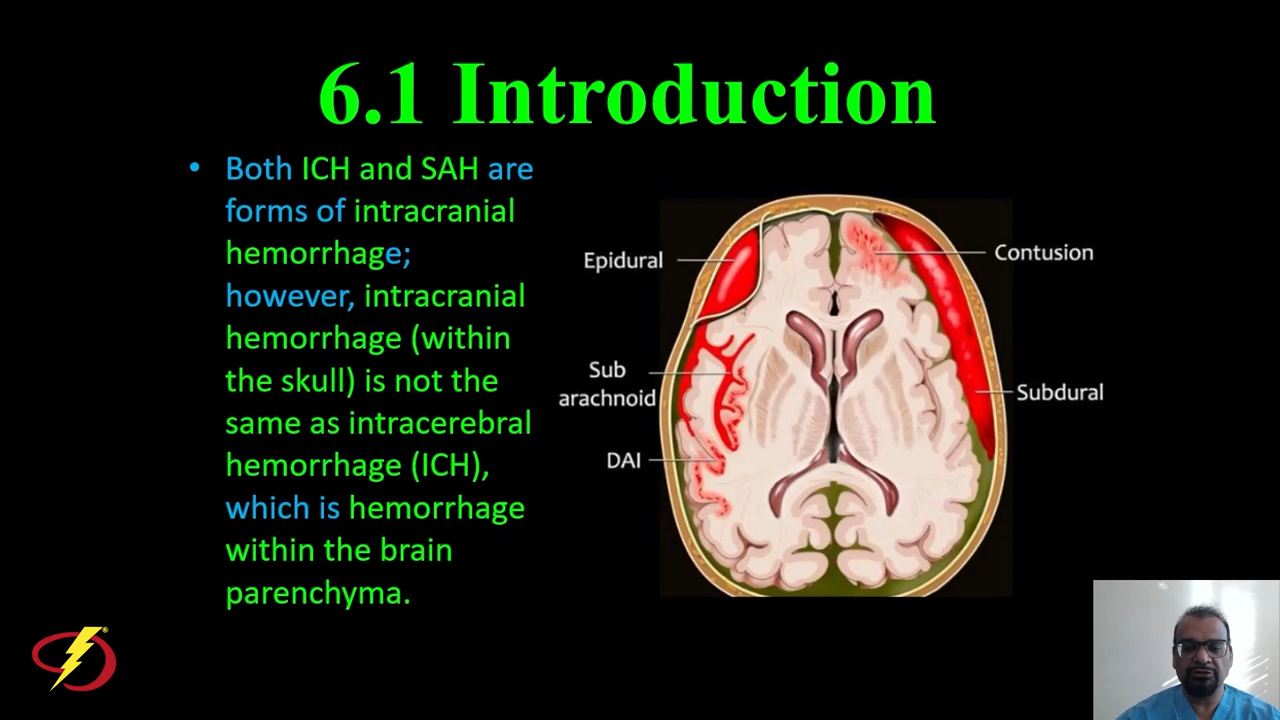 6.1 Introduction
• Both ICH and SAH are
forms of intracranial
hemorrhage;
however, intracranial
hemorrhage (within
the skull) is not the
same as intracerebral
hemorrhage (ICH),
which is hemorrhage
within the brain
parenchyma.
Epidural
Contusion
Sub
arachnoid
Subdural
DAI
®